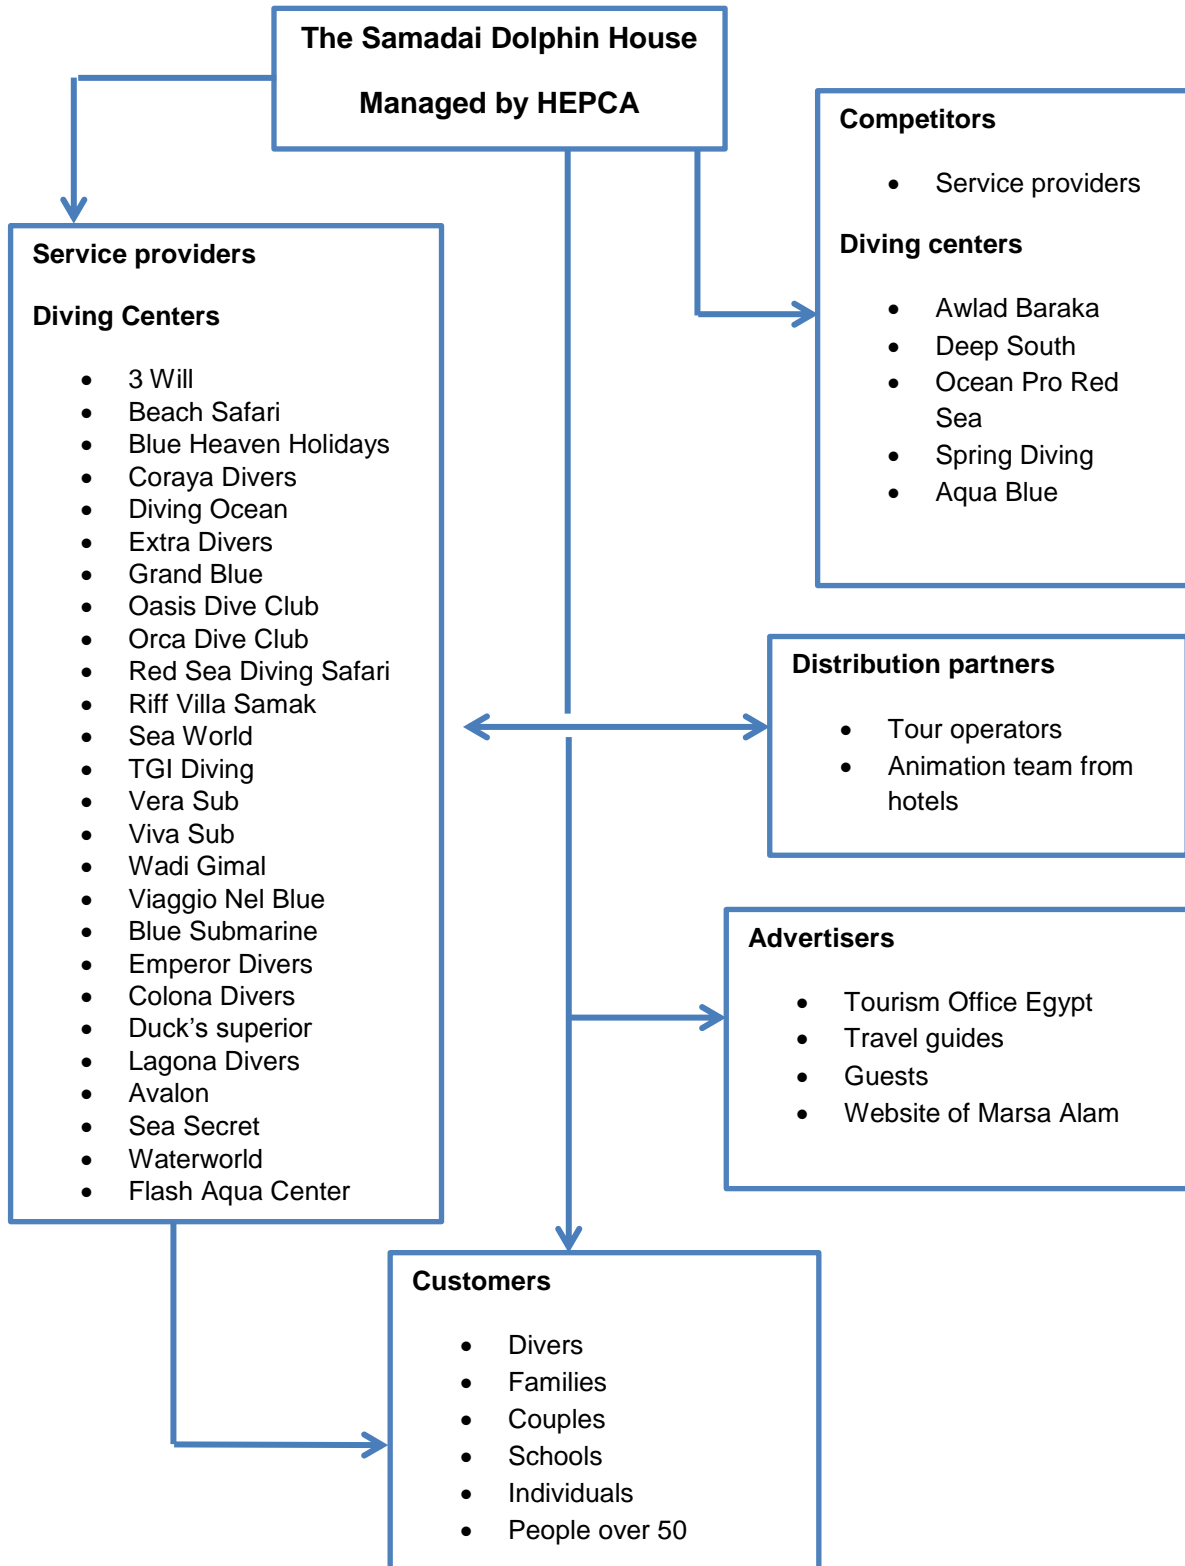 The Samadai Dolphin House
Managed by HEPCA
Competitors
• Service providers
Diving centers
• Awlad Baraka
• Deep South
• Ocean Pro Red
Sea
• Spring Diving
• Aqua Blue
Service providers
Diving Centers
• 3 Will
• Beach Safari
• Blue Heaven Holidays
• Coraya Divers
• Diving Ocean
• Extra Divers
• Grand Blue
• Oasis Dive Club
• Orca Dive Club
• Red Sea Diving Safari
• Riff Villa Samak
• Sea World
• TGI Diving
• Vera Sub
• Viva Sub
• Wadi Gimal
• Viaggio Nel Blue
• Blue Submarine
• Emperor Divers
• Colona Divers
• Duck’s superior
• Lagona Divers
• Avalon
• Sea Secret
• Waterworld
• Flash Aqua Center
Distribution partners
• Tour operators
• Animation team from
hotels
Advertisers
• Tourism Office Egypt
• Travel guides
• Guests
• Website of Marsa Alam
Customers
• Divers
• Families
• Couples
• Schools
• Individuals
• People over 50